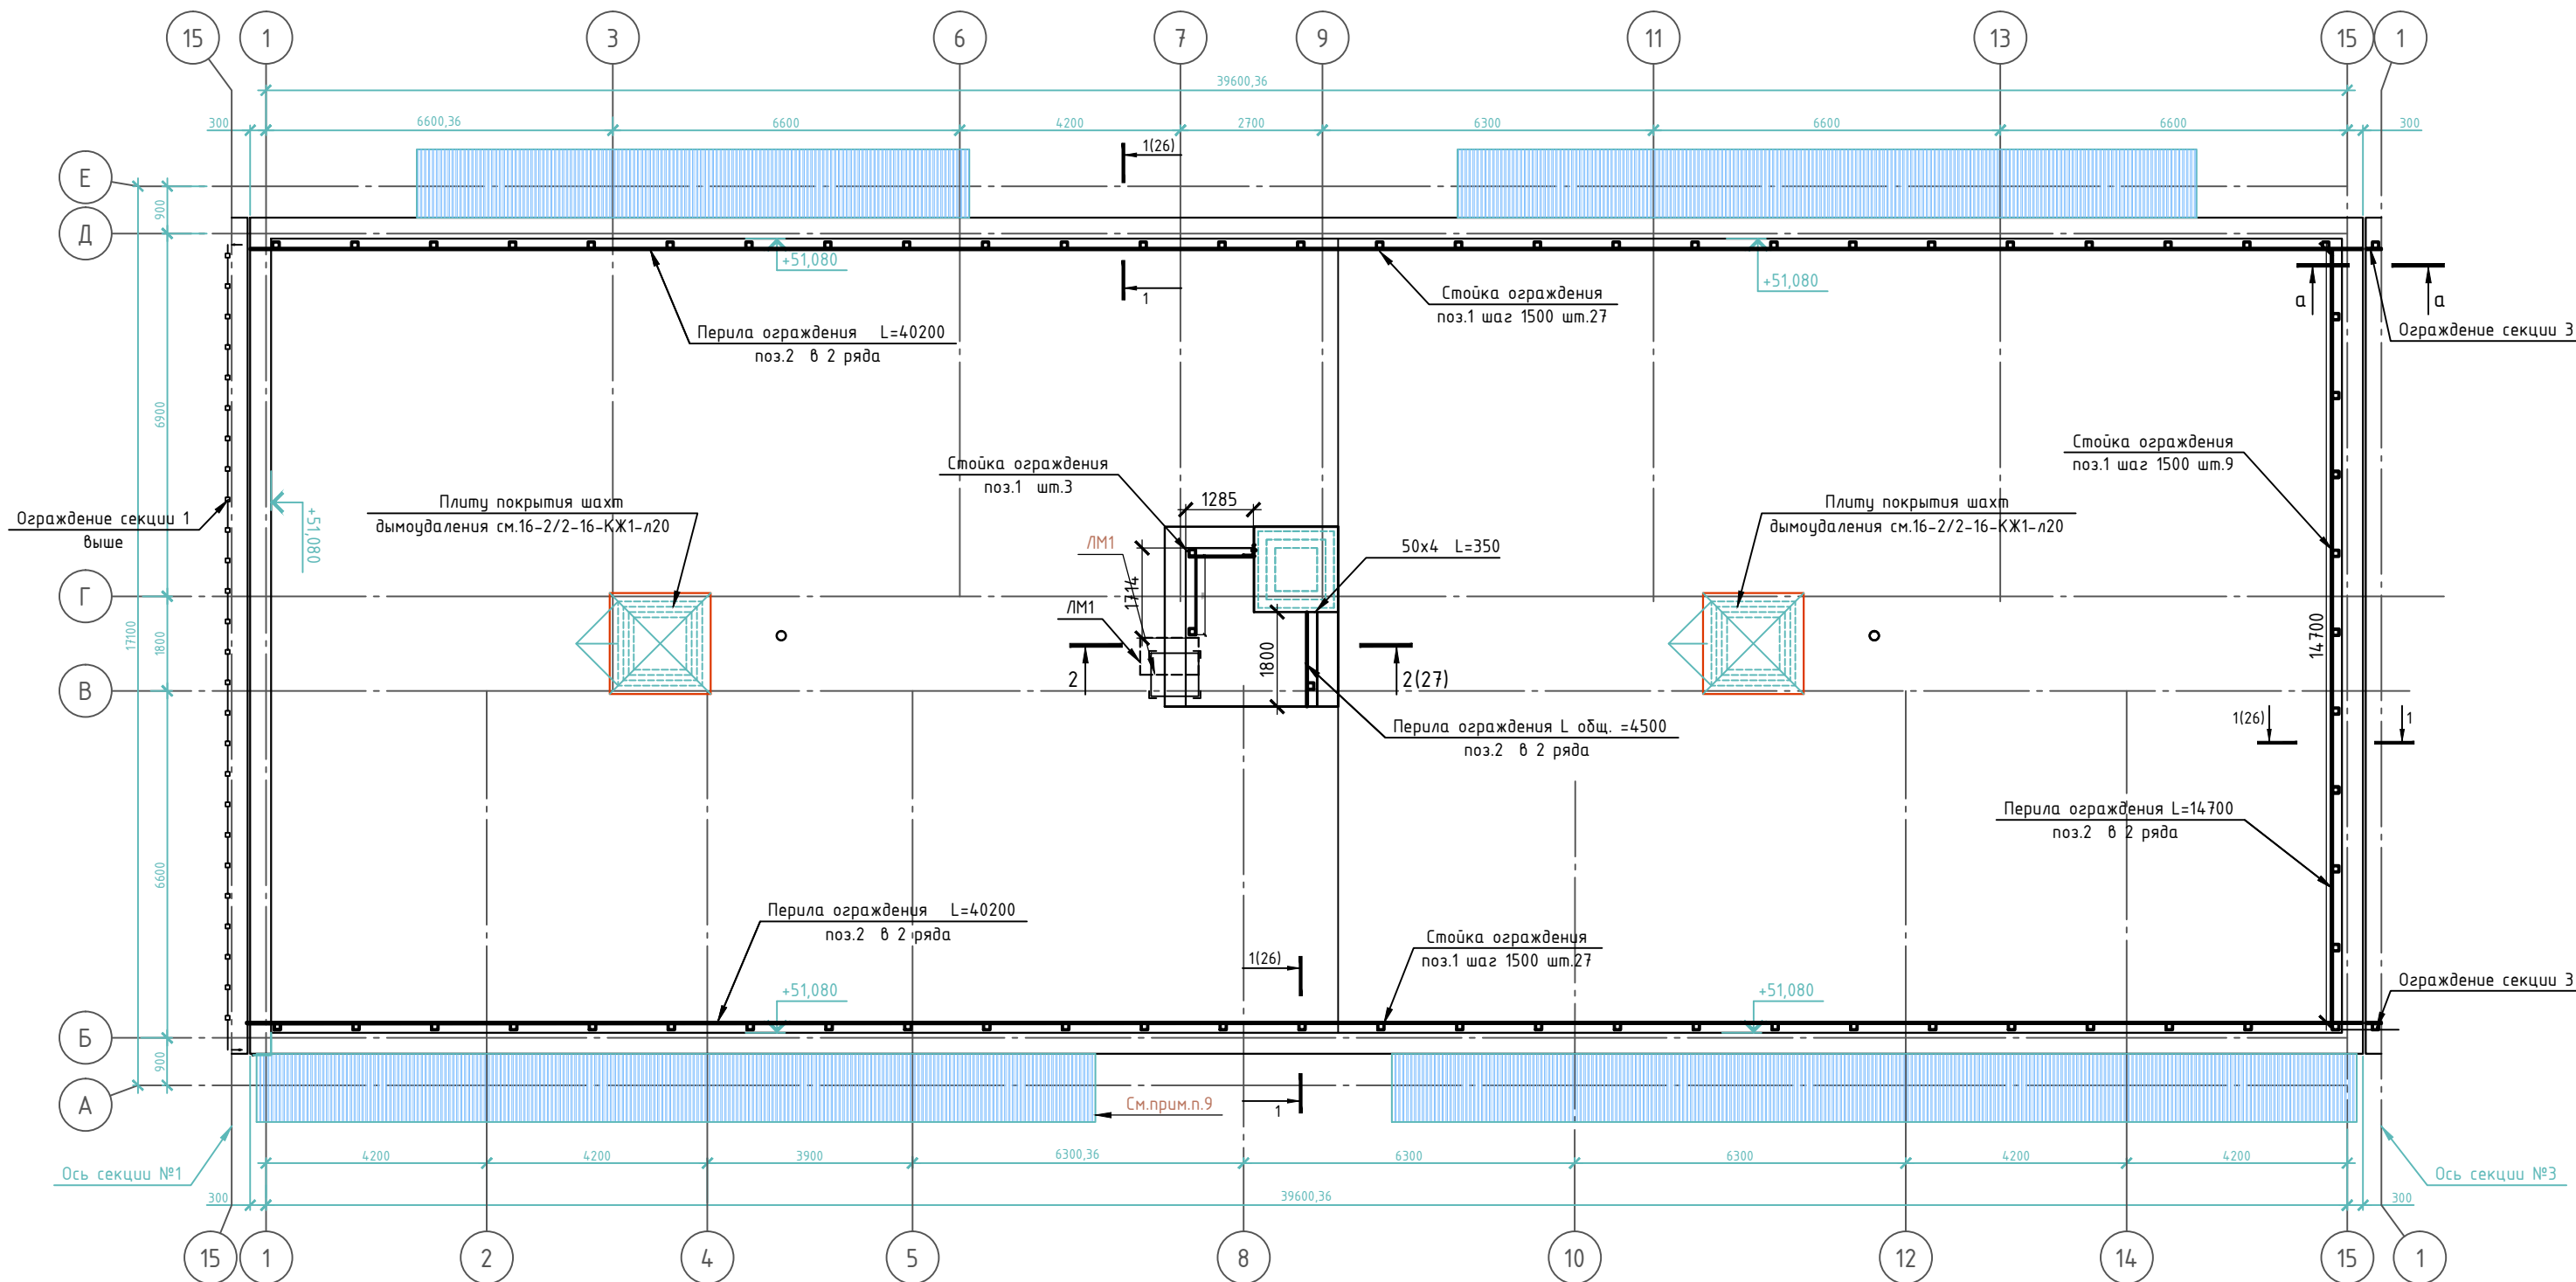 15
1
3
6
7
9
11
13
15
1
39600,36
300
6600,36
6600
4200
2700
6300
6600
6600
300
1(26)
Е
900
Д
+51,080
+51,080
1
Стойка ограждения
поз.1 шаг 1500 шт.27
а
а
Перила ограждения L=40200
поз.2 в 2 ряда
Ограждение секции 3
6900
Стойка ограждения
поз.1 шт.3
Стойка ограждения
поз.1 шаг 1500 шт.9
Плиту покрытия шахт
дымоудаления см.16-2/2-16-КЖ1-л20
1285
Плиту покрытия шахт
дымоудаления см.16-2/2-16-КЖ1-л20
Ограждение секции 1
выше
+51,080
ЛМ1
50х4 L=350
1714
Г
ЛМ1
17100
1800
1800
14700
2
2(27)
В
Перила ограждения L общ. =4500
поз.2 в 2 ряда
1(26)
1
Перила ограждения L=14700
поз.2 в 2 ряда
6600
Перила ограждения L=40200
поз.2 в 2 ряда
Стойка ограждения
поз.1 шаг 1500 шт.27
1(26)
+51,080
+51,080
Ограждение секции 3
Б
900
А
См.прим.п.9
1
Ось секции №1
4200
4200
3900
6300,36
6300
6300
4200
4200
Ось секции №3
300
39600,36
300
15
1
2
4
5
8
10
12
14
15
1